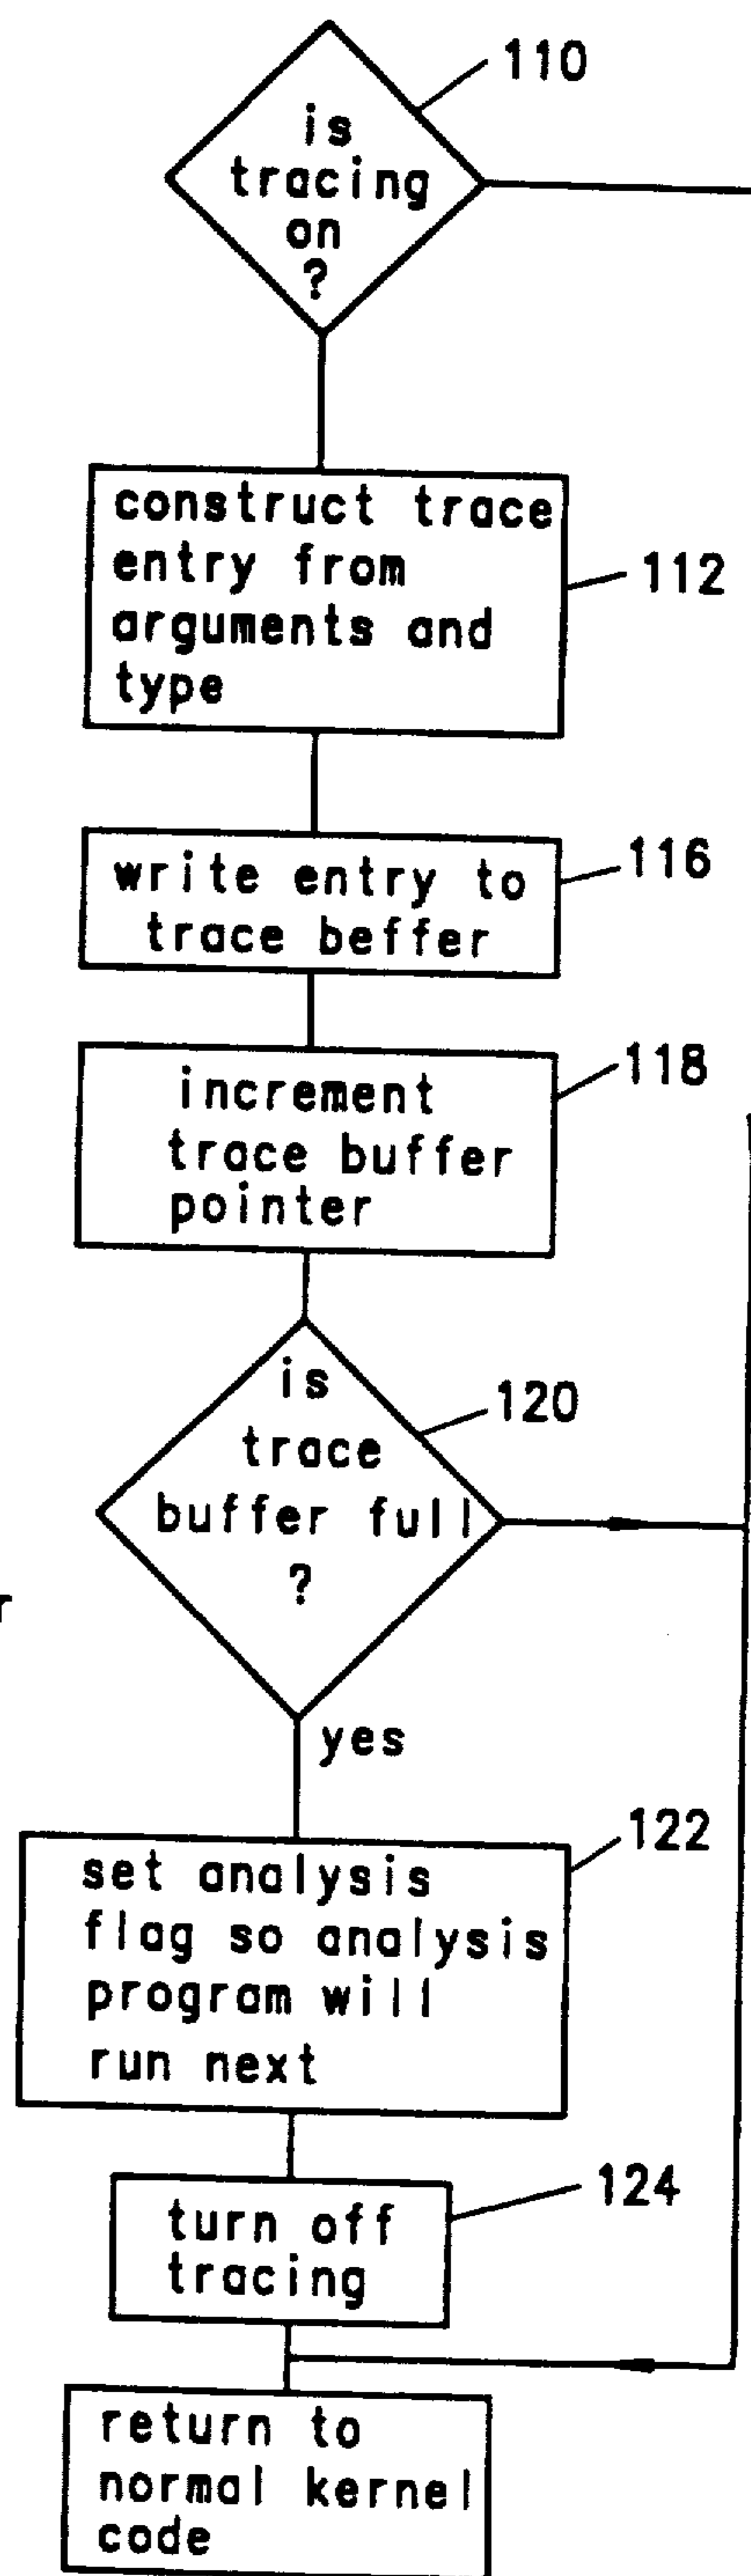 110
is
tracing
on
?
construct trace
entry from
arguments and
type
112
write entry to
trace beffer
116
increment
trace buffer
pointer
118
is
trace
buffer full
?
120
r
yes
set analysis
flag so analysis
program will
run next
122
turn off
tracing
124
return to
normal kernel
code